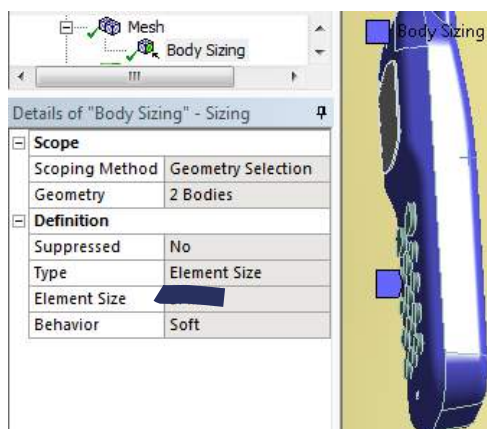 Mesh
Body Sizing
Body Sizing
Details of "Body Sizing" - Sizing
Scope
Scoping Method Geometry Selection
Geometry 2 Bodies
Definition
Suppressed No
Type Element Size
Element Size
Behavior Soft